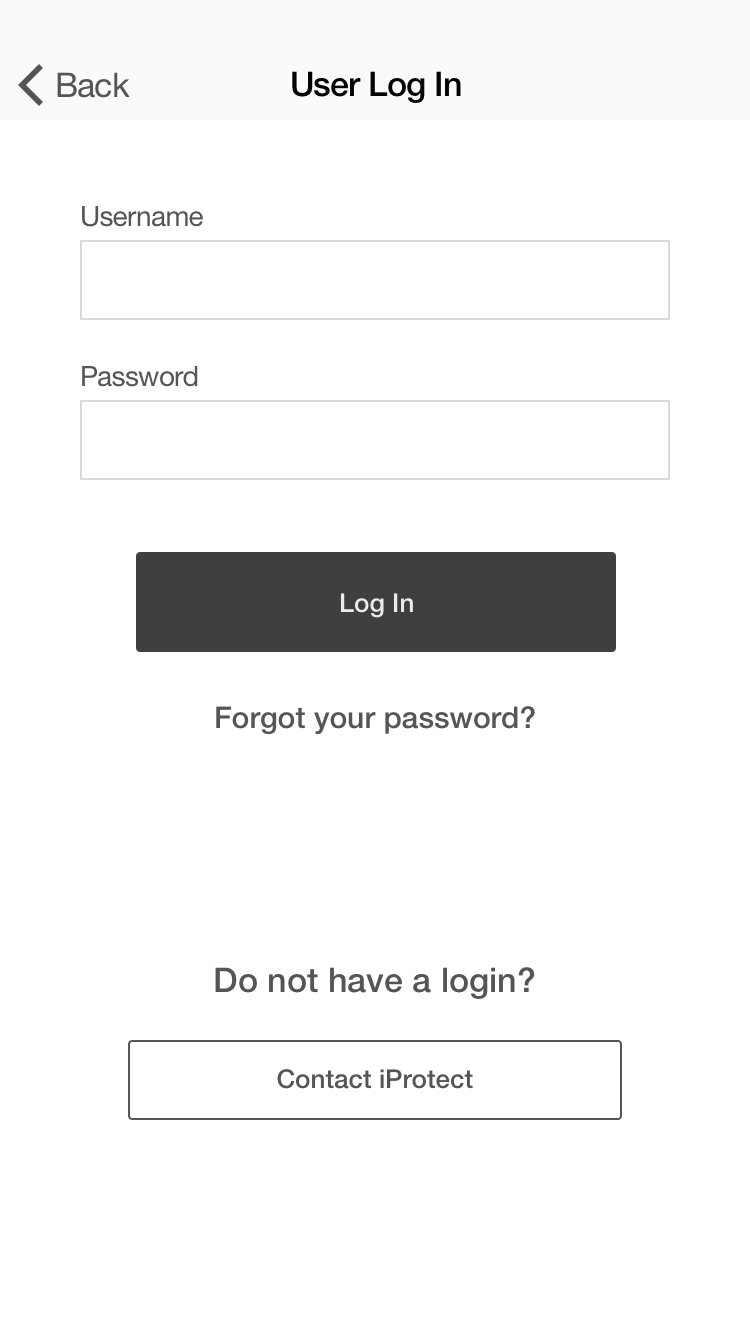 Back
User Log In
Username
Password
Log In
Forgot your password?
Do not have a login?
Contact iProtect